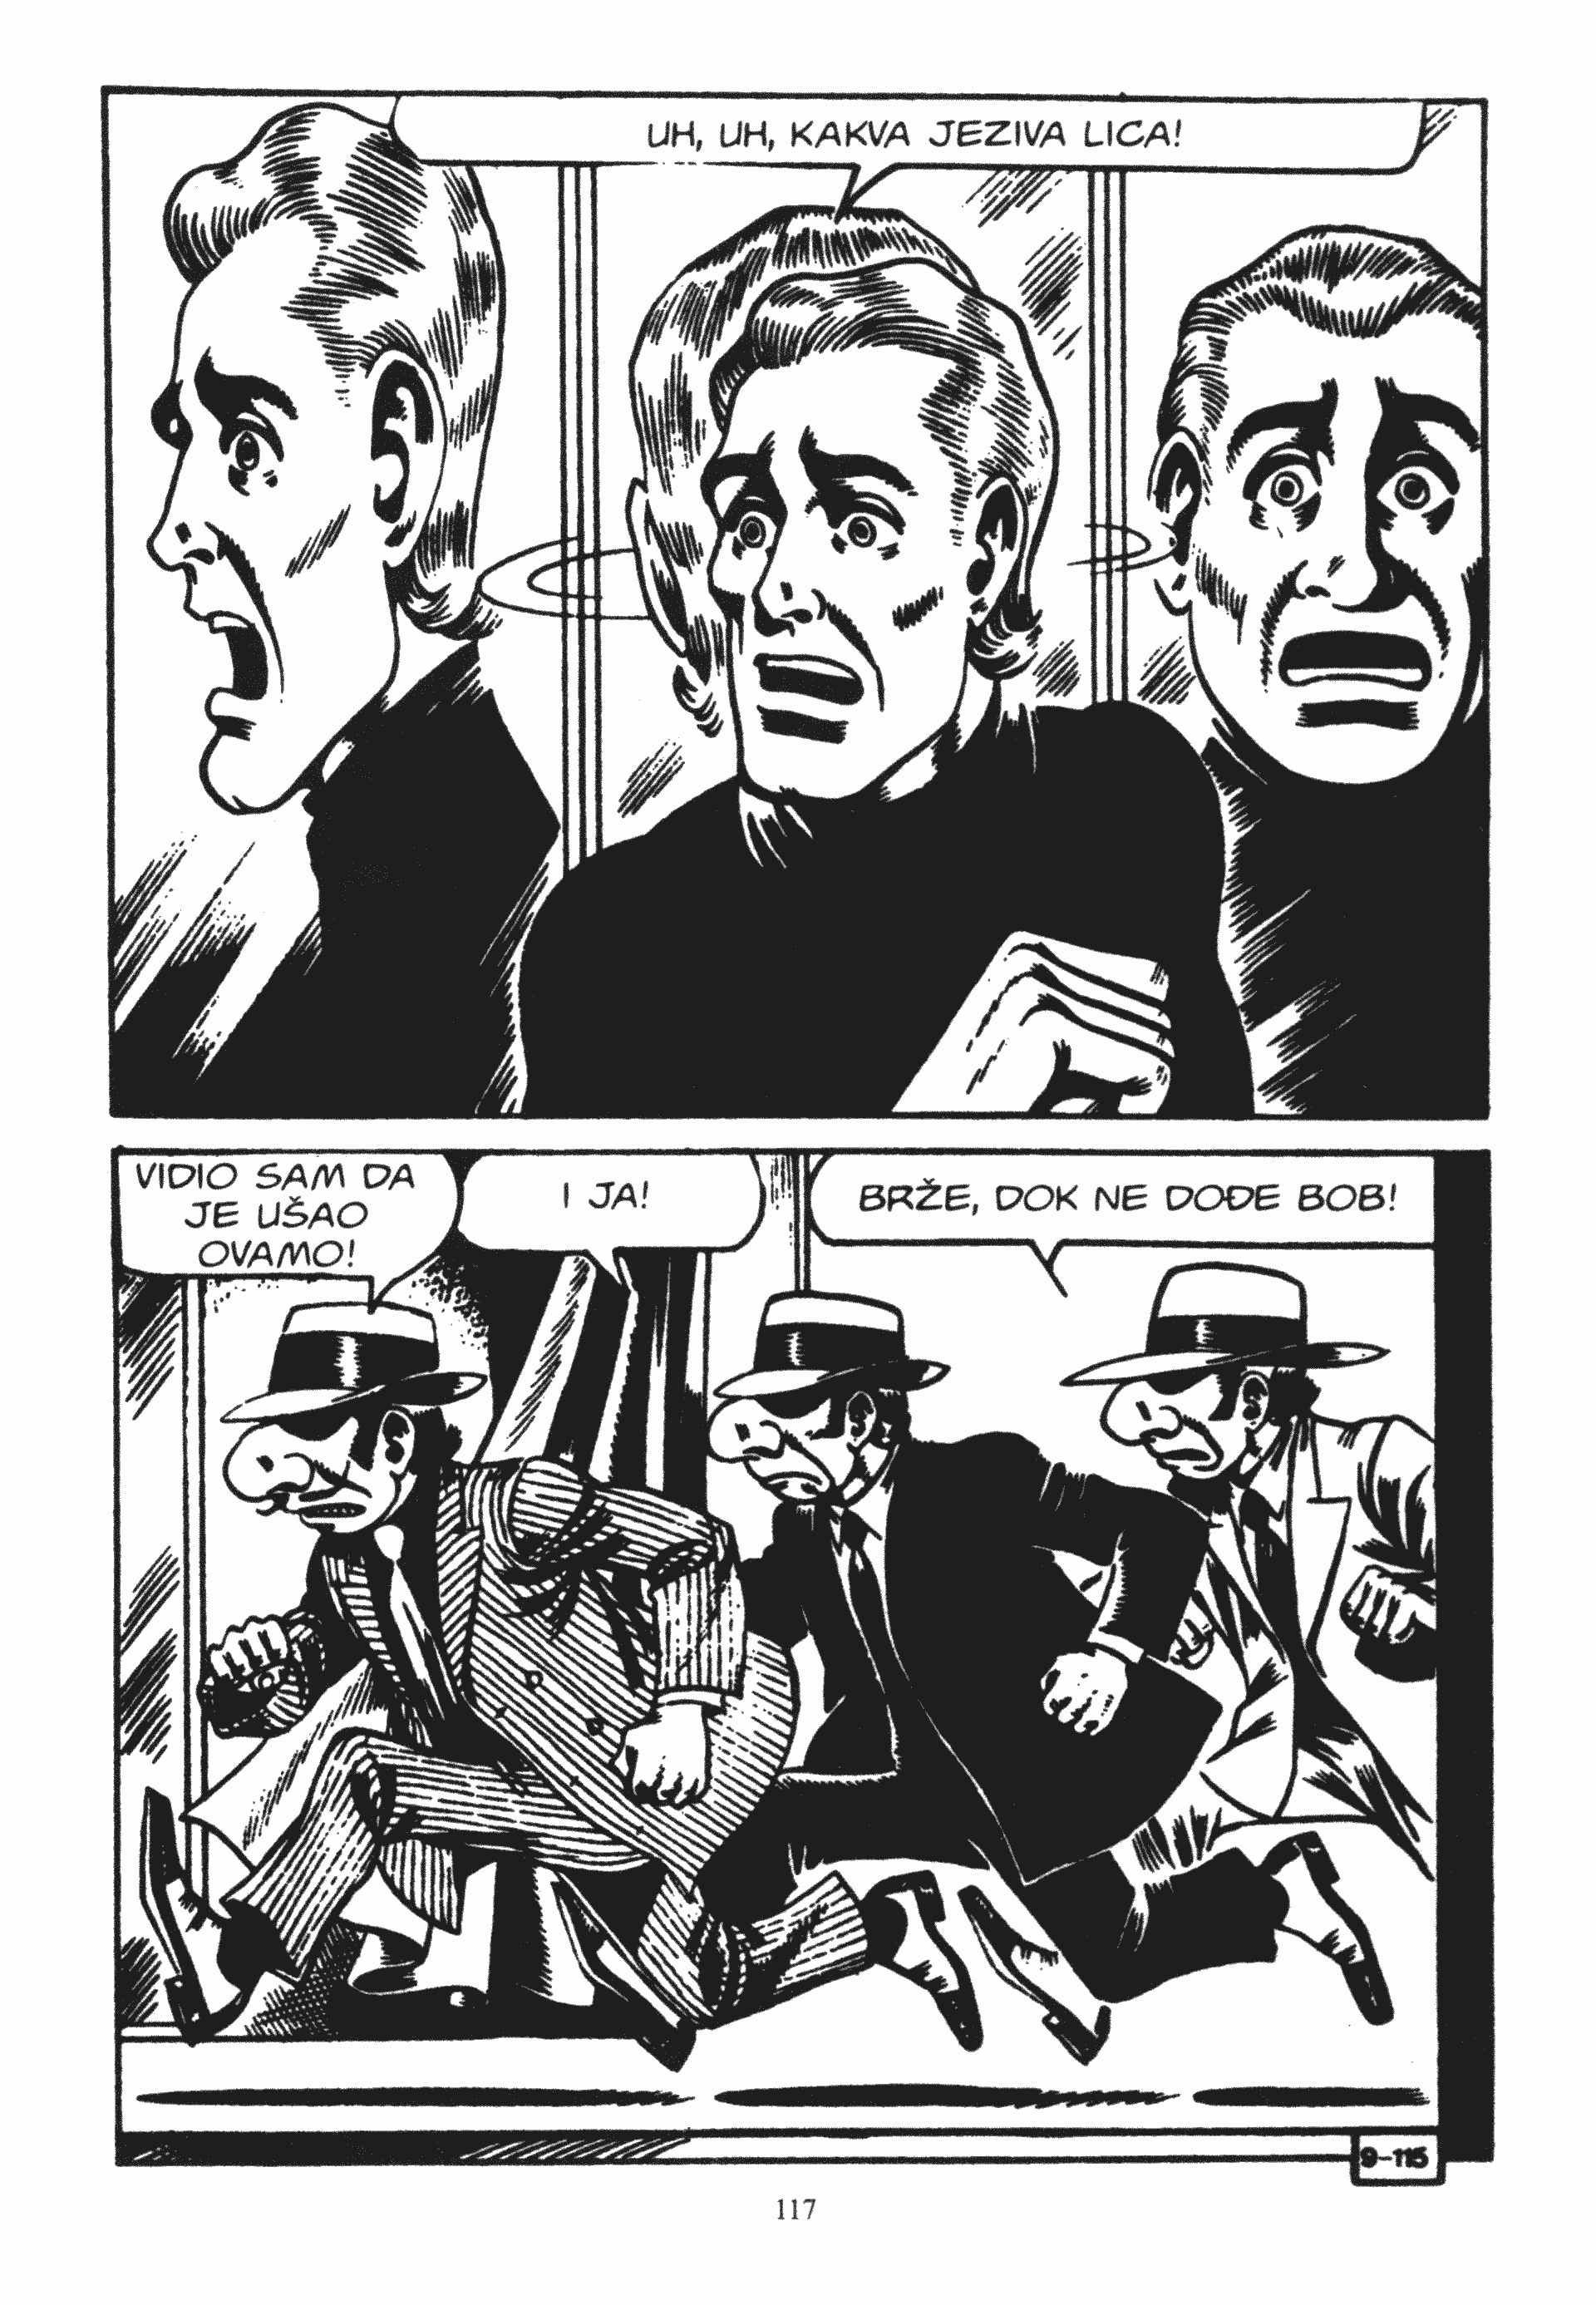 UH, UH, KAKVA JEZIVA LICA!
VIDIO SAM DA
JE UŠAO
OVAMO!
I JA!
BRŽE, DOK NE DOĐE BOB!
9-115
117